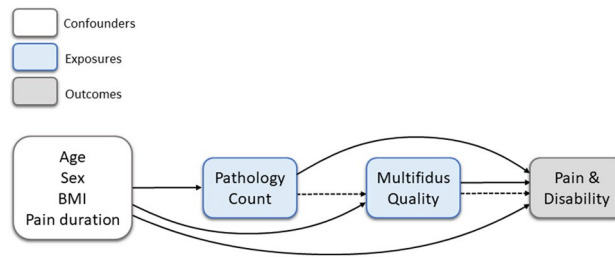 Confounders
Exposures
Outcomes
Age
Sex
BMI
Pain duration
Pathology
Count
Multifidus
Quality
Pain &
Disability